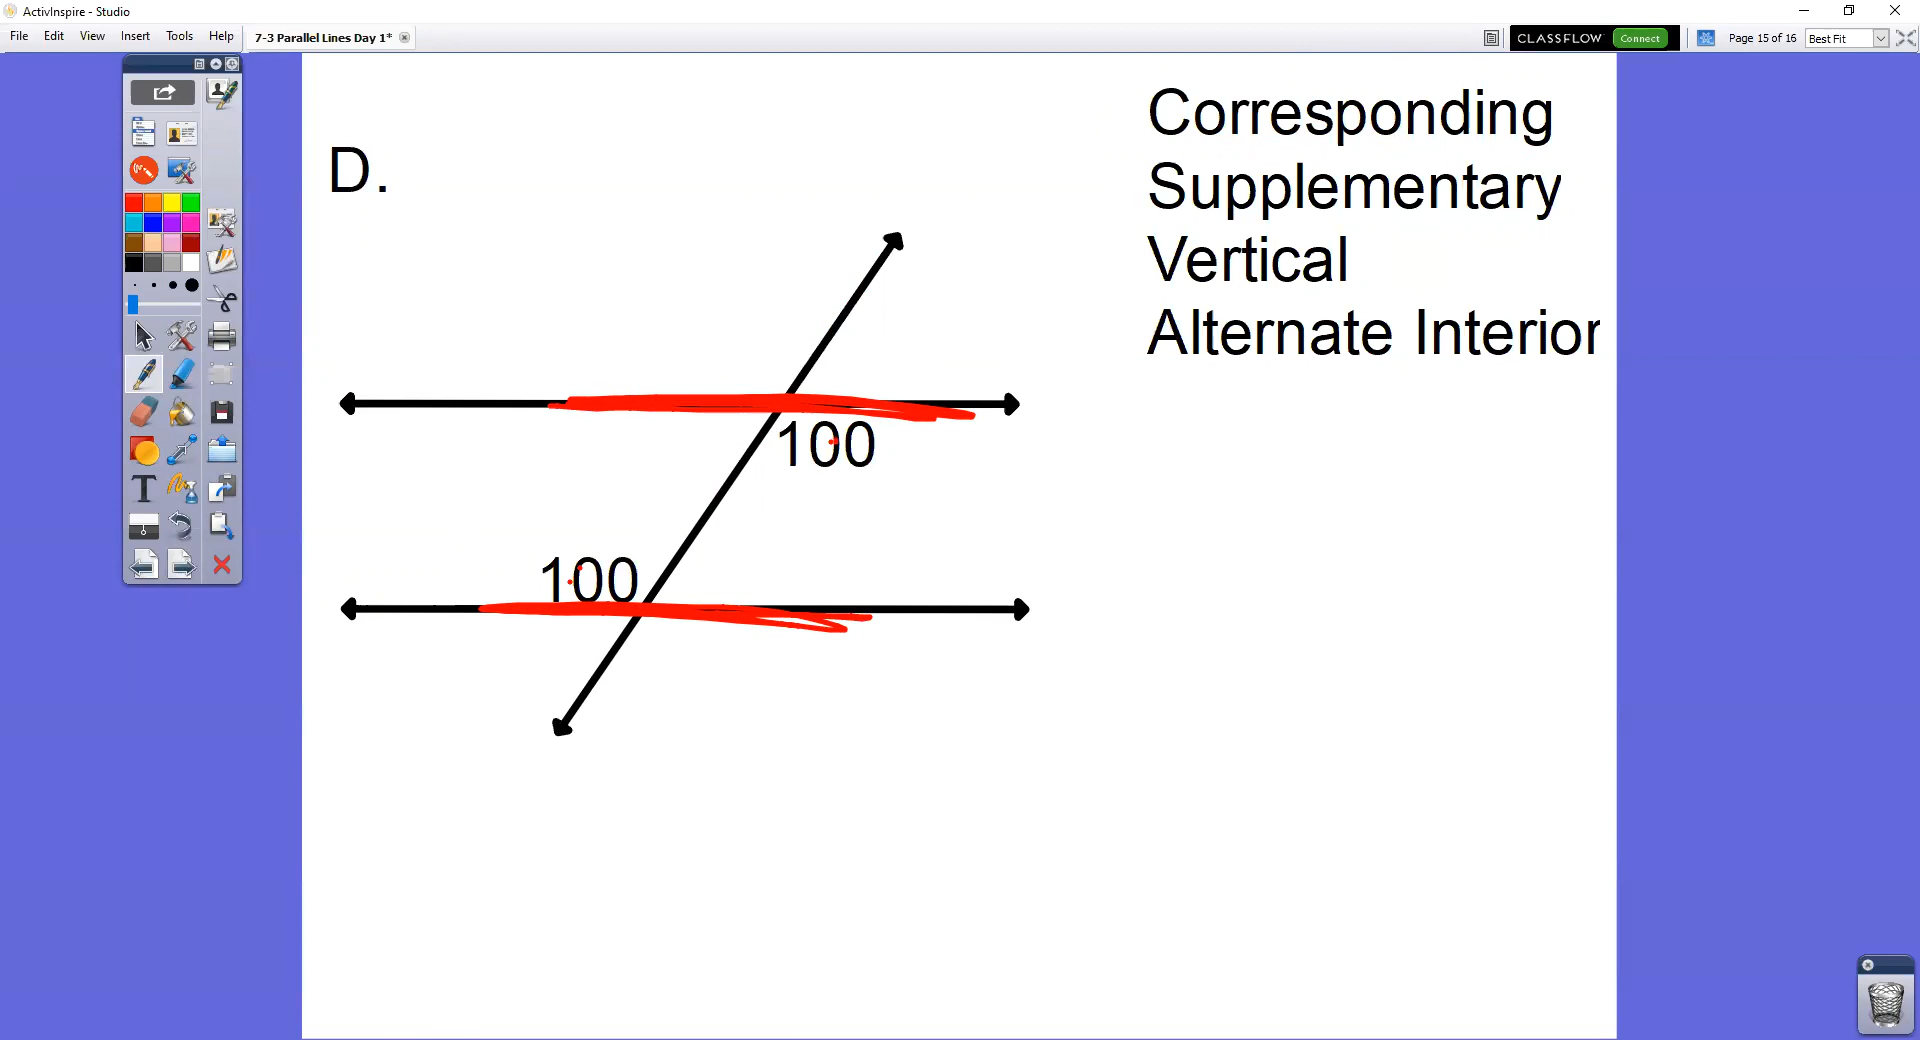 ActivInspire - Studio
File Edit View Insert Tools Help
7-3 Parallel Lines Day 1*
CLASSFLOW Connect
Page 15 of 16
Best Fit
D.
Corresponding
Supplementary
Vertical
Alternate Interior
100
100